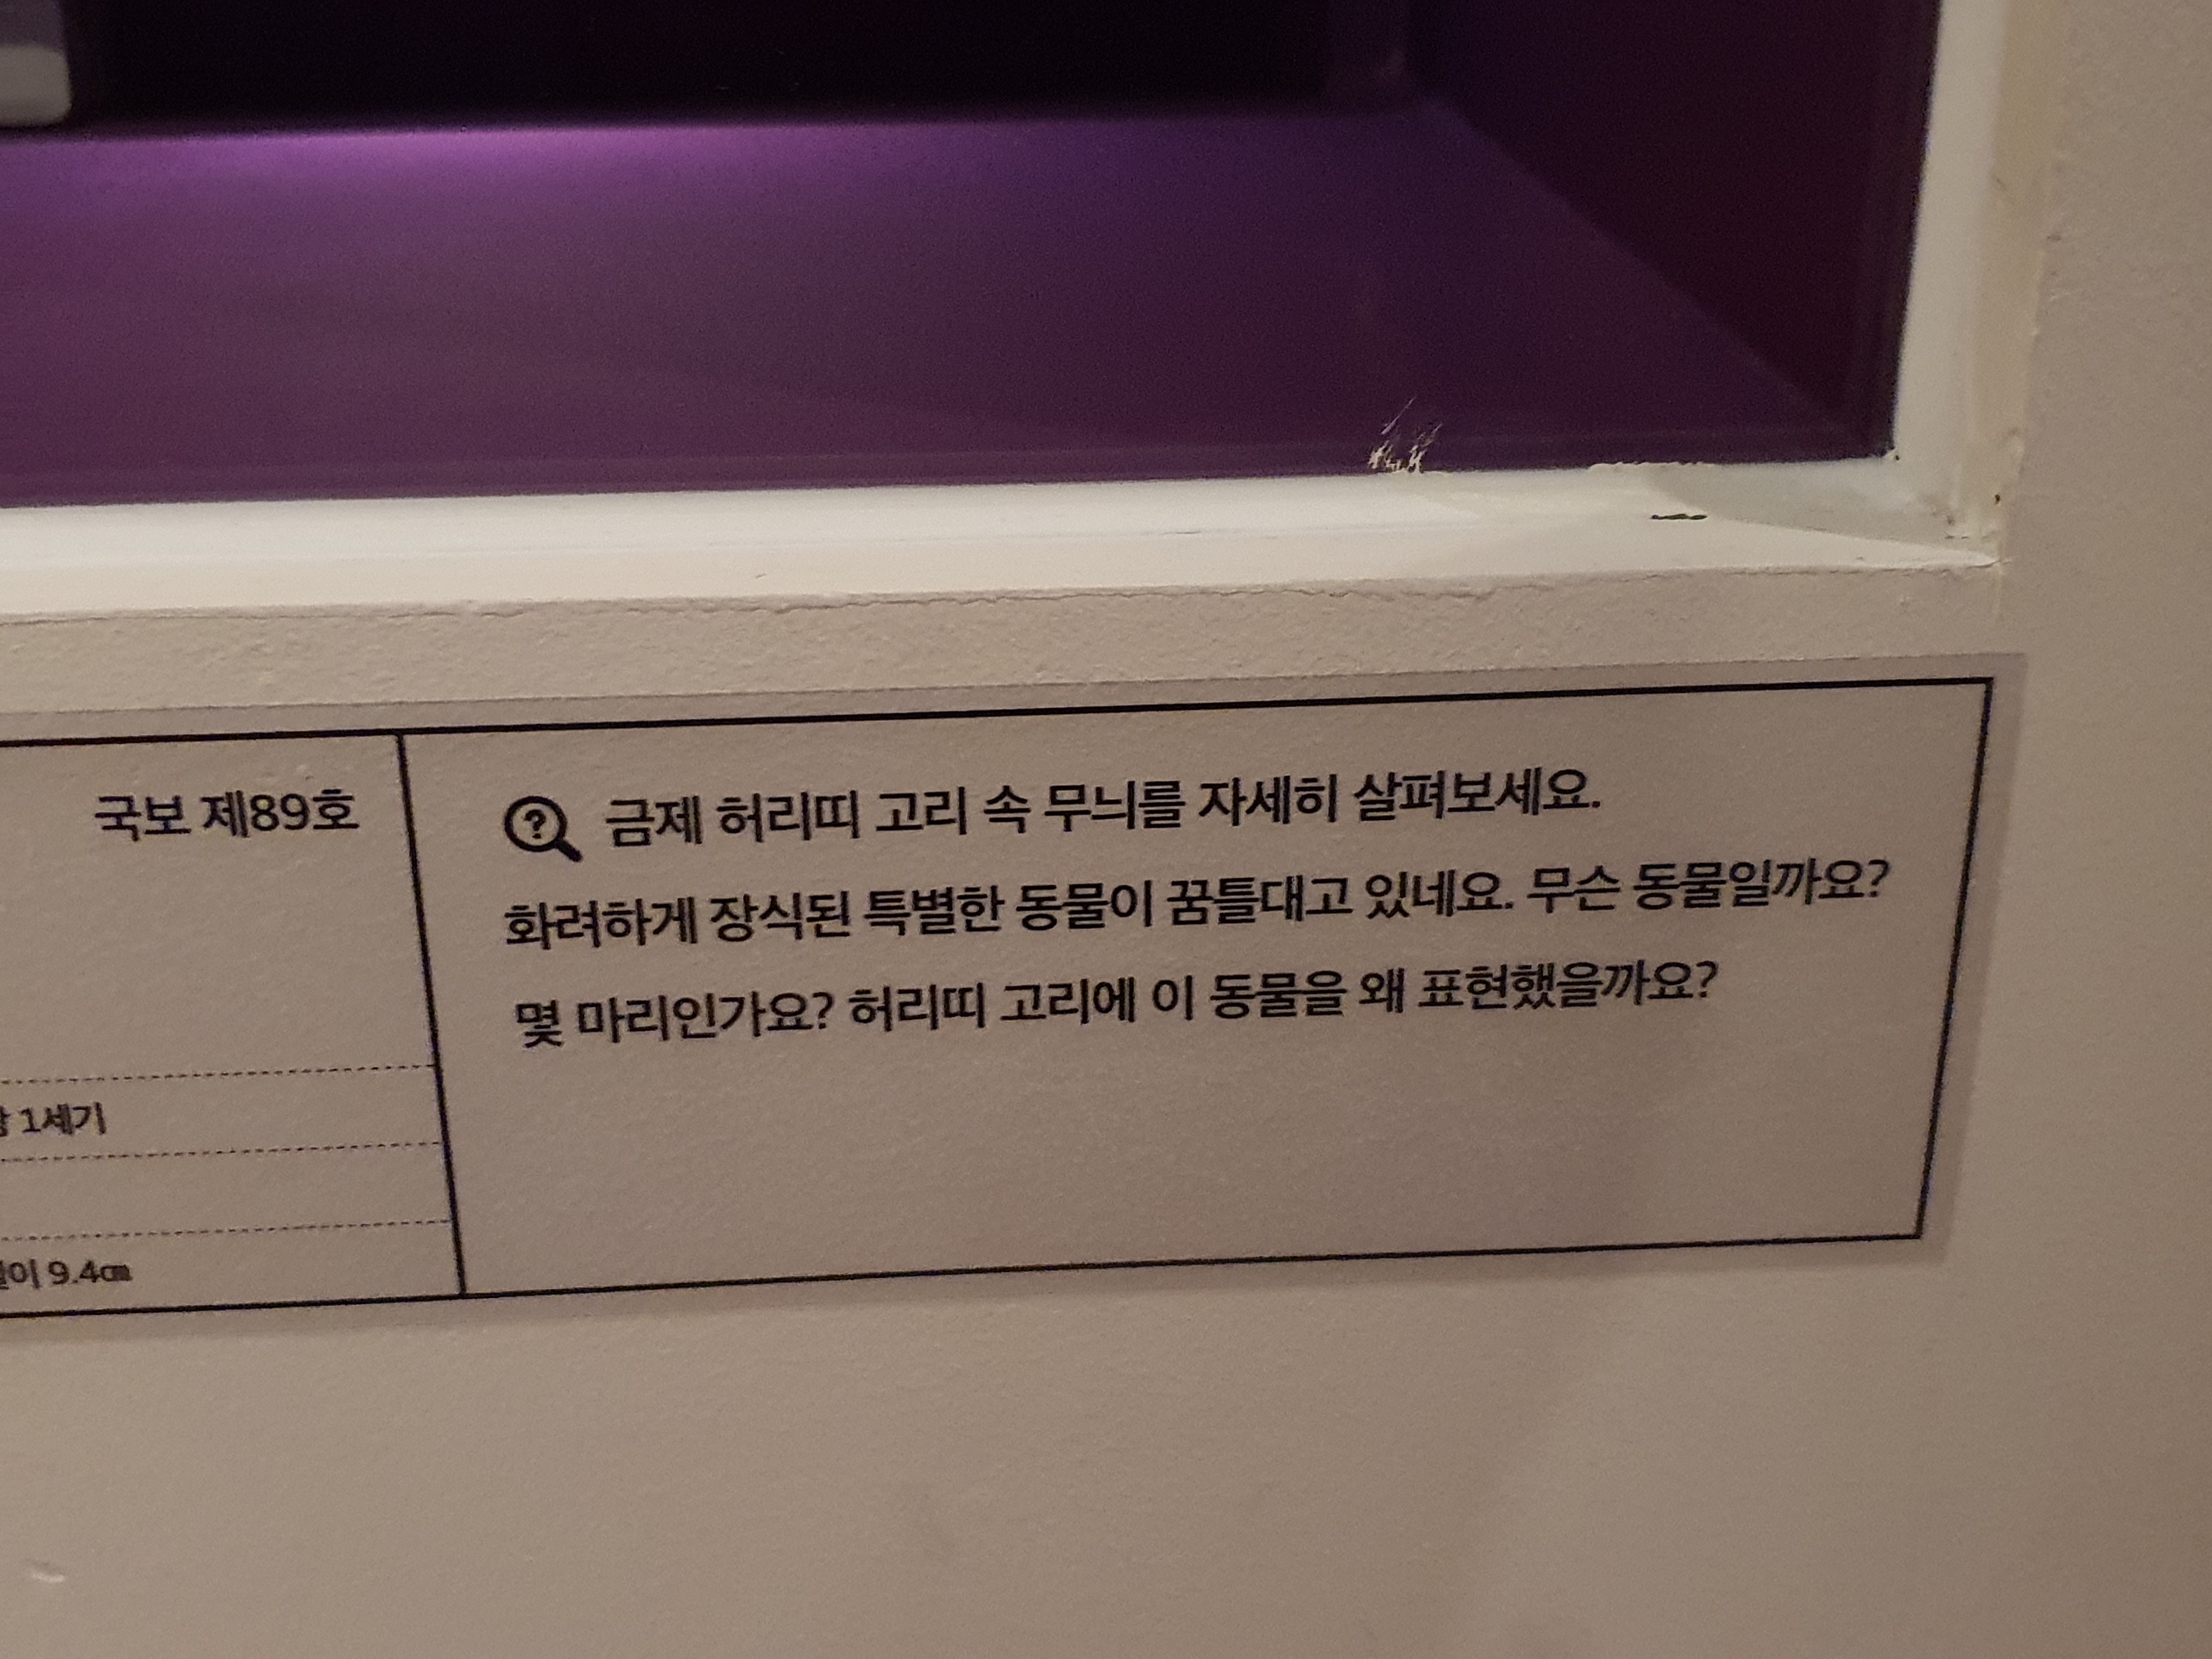 국보 제89호
1세기
9.4㎝
금제 허리띠 고리 속 무늬를 자세히 살펴보세요.
화려하게 장식된 특별한 동물이 꿈틀대고 있네요. 무슨 동물일까요?
몇 마리인가요? 허리띠 고리에 이 동물을 왜 표현했을까요?